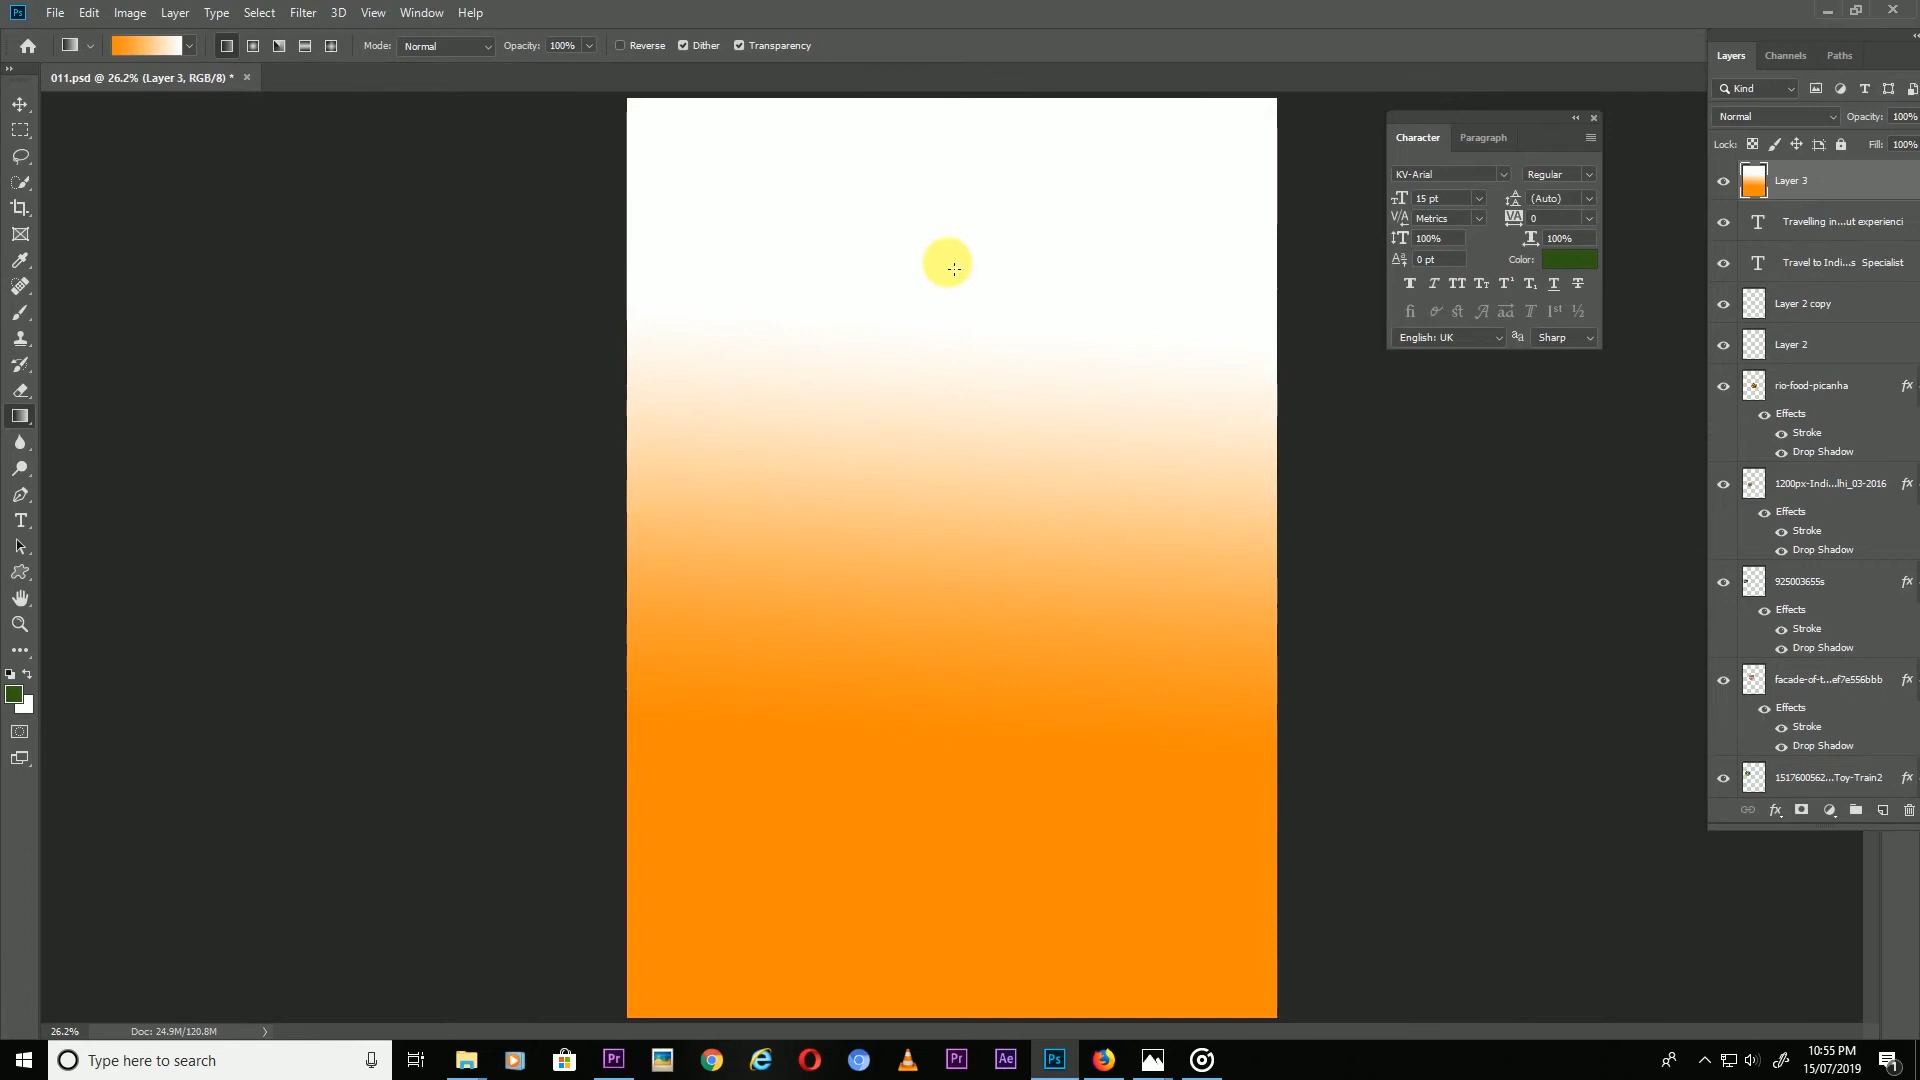 File Edit Image Layer Type Select Filter 3D View Window Help
Mode: Normal Opacity: 100% Reverse Dither Transparency
011.psd @ 26.2% (Layer 3, RGB/8) *
Layers Channels Paths
Kind
Normal Opacity: 100%
Lock: Fill: 100%
Layer 3
Travelling in...ut experienci
Travel to Indi...s Specialist
Layer 2 copy
Layer 2
rio-food-picanha fx
Effects
Stroke
Drop Shadow
1200px-Indi...lhi_03-2016 fx
Effects
Stroke
Drop Shadow
925003655s fx
Effects
Stroke
Drop Shadow
facade-of-t...ef7e556bbb fx
Effects
Stroke
Drop Shadow
1517600562...Toy-Train2 fx
Character Paragraph
KV-Arial Regular
15 pt (Auto)
Metrics 0
100% 100%
0 pt Color:
English: UK Sharp
26.2% Doc: 24.9M/120.8M
Type here to search
10:55 PM
15/07/2019